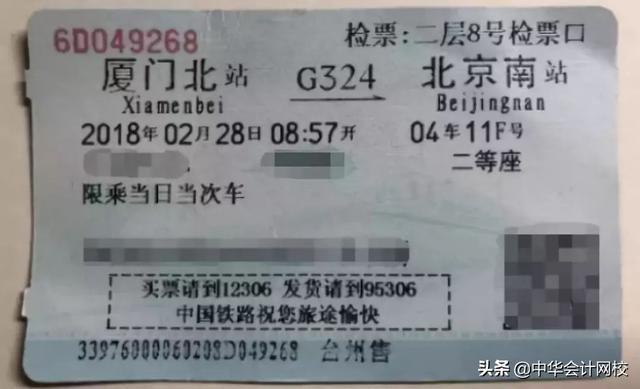 6D049268 检票:二层8号检票口
厦门北站 G324 北京南站
Xiamenbei Beijingnan
2018年02月28日08:57开 04车11F号
二等座
限乘当日当次车
买票请到12306 发货请到95306
中国铁路祝您旅途愉快
33976000060208D049268 台州售
头条@中华会计网校